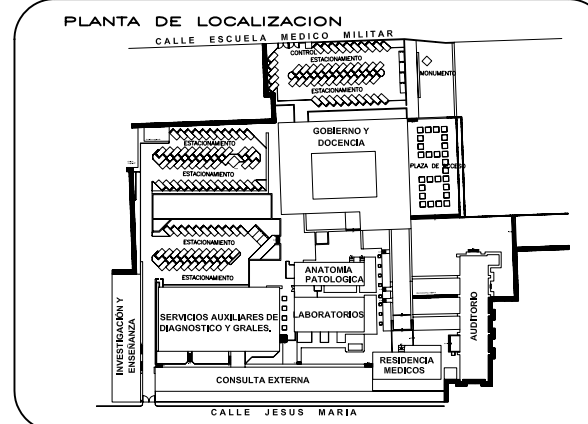 PLANTA DE LOCALIZACION
CALLE ESCUELA MEDICO MILITAR
CONTROL
ESTACIONAMIENTO
MONUMENTO
ESTACIONAMIENTO
GOBIERNO Y
DOCENCIA
ESTACIONAMIENTO
PLAZA DE ACCESO
ESTACIONAMIENTO
ESTACIONAMIENTO
ANATOMIA
PATOLOGICA
ESTACIONAMIENTO
INVESTIGACIÓN Y
ENSEÑANZA
SERVICIOS AUXILIARES DE
DIAGNOSTICO Y GRALES.
LABORATORIOS
AUDITORIO
RESIDENCIA
MEDICOS
CONSULTA EXTERNA
CALLE JESUS MARIA